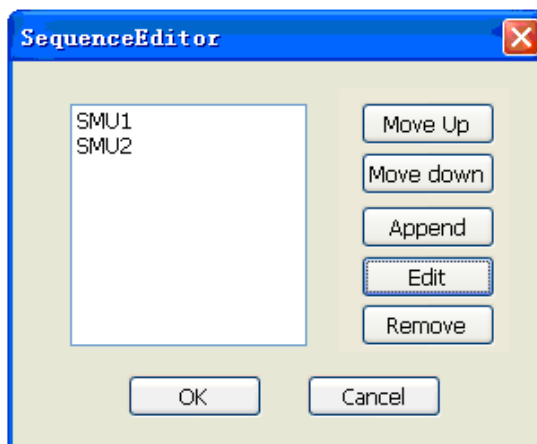 SequenceEditor
SMU1
SMU2
Move Up
Move down
Append
Edit
Remove
OK
Cancel